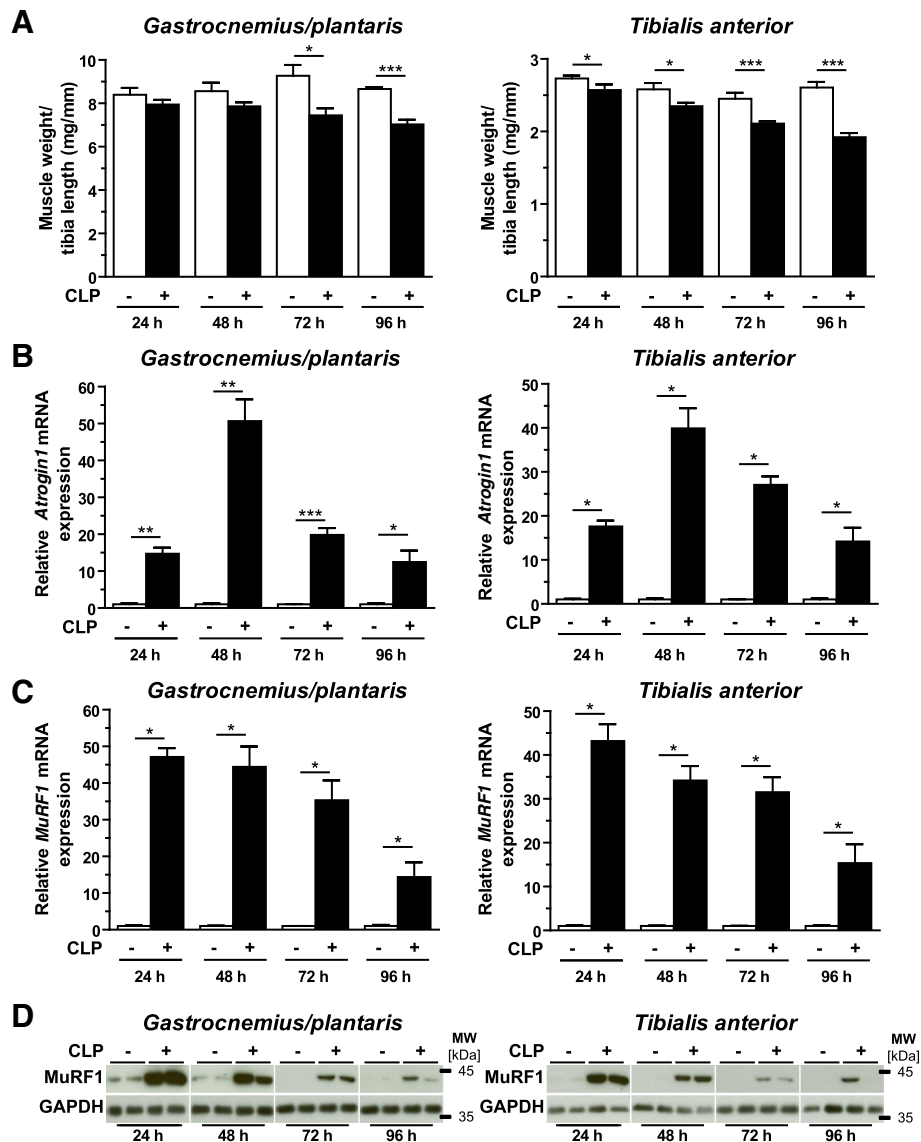 A
Gastrocnemius/plantaris
Tibialis anterior
Muscle weight/
tibia length (mg/mm)
10
8
6
4
2
0
* ***
CLP - + - + - + - +
24 h 48 h 72 h 96 h
Muscle weight/
tibia length (mg/mm)
3
2
1
0
* * *** ***
CLP - + - + - + - +
24 h 48 h 72 h 96 h
B
Gastrocnemius/plantaris
Tibialis anterior
Relative Atrogin1 mRNA
expression
60
50
40
30
20
10
0
** ** *** *
CLP - + - + - + - +
24 h 48 h 72 h 96 h
Relative Atrogin1 mRNA
expression
50
40
30
20
10
0
* * * *
CLP - + - + - + - +
24 h 48 h 72 h 96 h
C
Gastrocnemius/plantaris
Tibialis anterior
Relative MuRF1 mRNA
expression
60
50
40
30
20
10
0
* * * *
CLP - + - + - + - +
24 h 48 h 72 h 96 h
Relative MuRF1 mRNA
expression
50
40
30
20
10
0
* * * *
CLP - + - + - + - +
24 h 48 h 72 h 96 h
D
Gastrocnemius/plantaris
Tibialis anterior
CLP - + - + - + - +
MW
[kDa]
MuRF1
45
GAPDH
35
24 h 48 h 72 h 96 h
CLP - + - + - + - +
MW
[kDa]
MuRF1
45
GAPDH
35
24 h 48 h 72 h 96 h